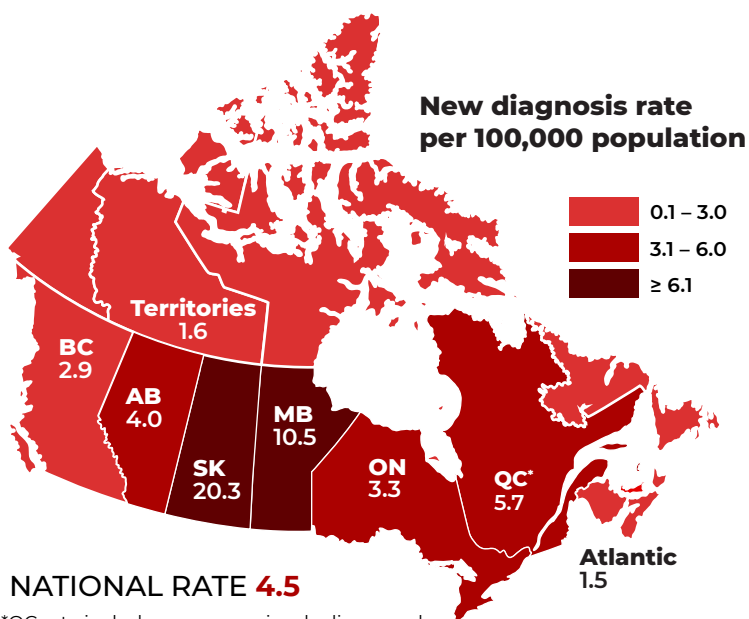 New diagnosis rate
per 100,000 population
0.1 – 3.0
3.1 – 6.0
≥ 6.1
Territories
1.6
BC
2.9
AB
4.0
SK
20.3
MB
10.5
ON
3.3
QC*
5.7
Atlantic
1.5
NATIONAL RATE 4.5